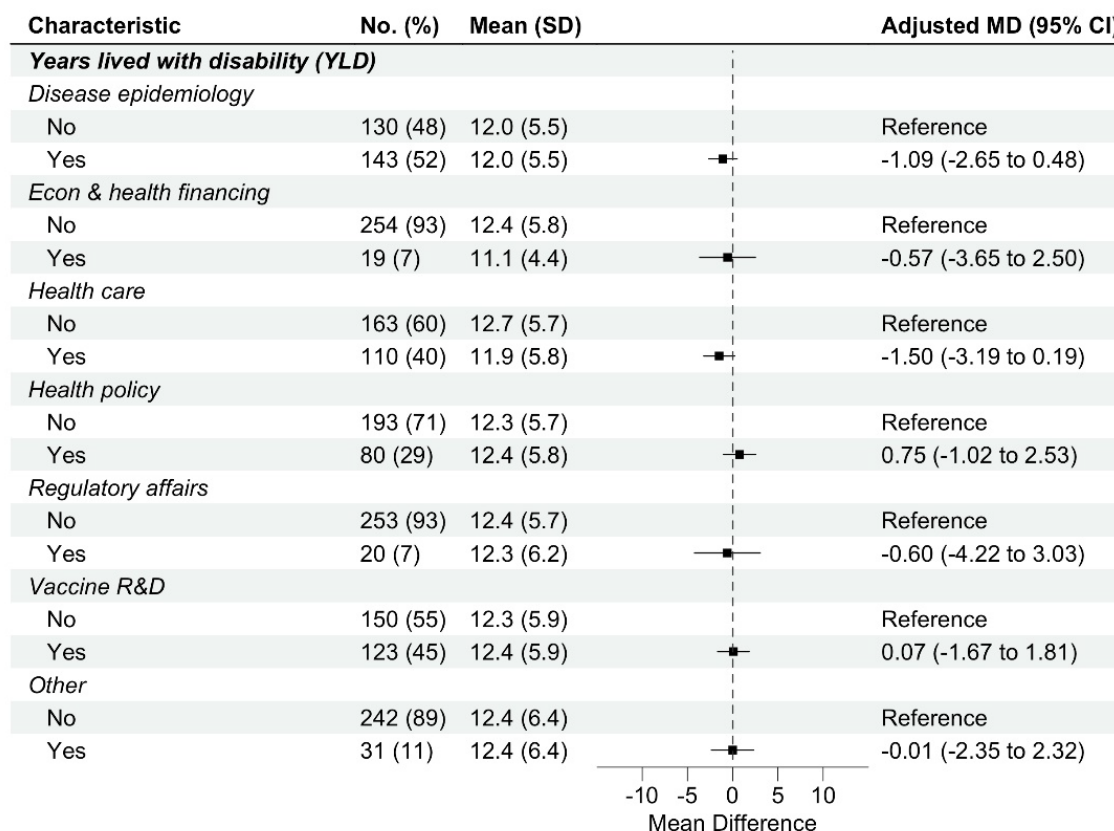 Characteristic No. (%) Mean (SD) Adjusted MD (95% CI)
Years lived with disability (YLD)
Disease epidemiology
No 130 (48) 12.0 (5.5) Reference
Yes 143 (52) 12.0 (5.5) -1.09 (-2.65 to 0.48)
Econ & health financing
No 254 (93) 12.4 (5.8) Reference
Yes 19 (7) 11.1 (4.4) -0.57 (-3.65 to 2.50)
Health care
No 163 (60) 12.7 (5.7) Reference
Yes 110 (40) 11.9 (5.8) -1.50 (-3.19 to 0.19)
Health policy
No 193 (71) 12.3 (5.7) Reference
Yes 80 (29) 12.4 (5.8) 0.75 (-1.02 to 2.53)
Regulatory affairs
No 253 (93) 12.4 (5.7) Reference
Yes 20 (7) 12.3 (6.2) -0.60 (-4.22 to 3.03)
Vaccine R&D
No 150 (55) 12.3 (5.9) Reference
Yes 123 (45) 12.4 (5.9) 0.07 (-1.67 to 1.81)
Other
No 242 (89) 12.4 (6.4) Reference
Yes 31 (11) 12.4 (6.4) -0.01 (-2.35 to 2.32)
-10 -5 0 5 10
Mean Difference